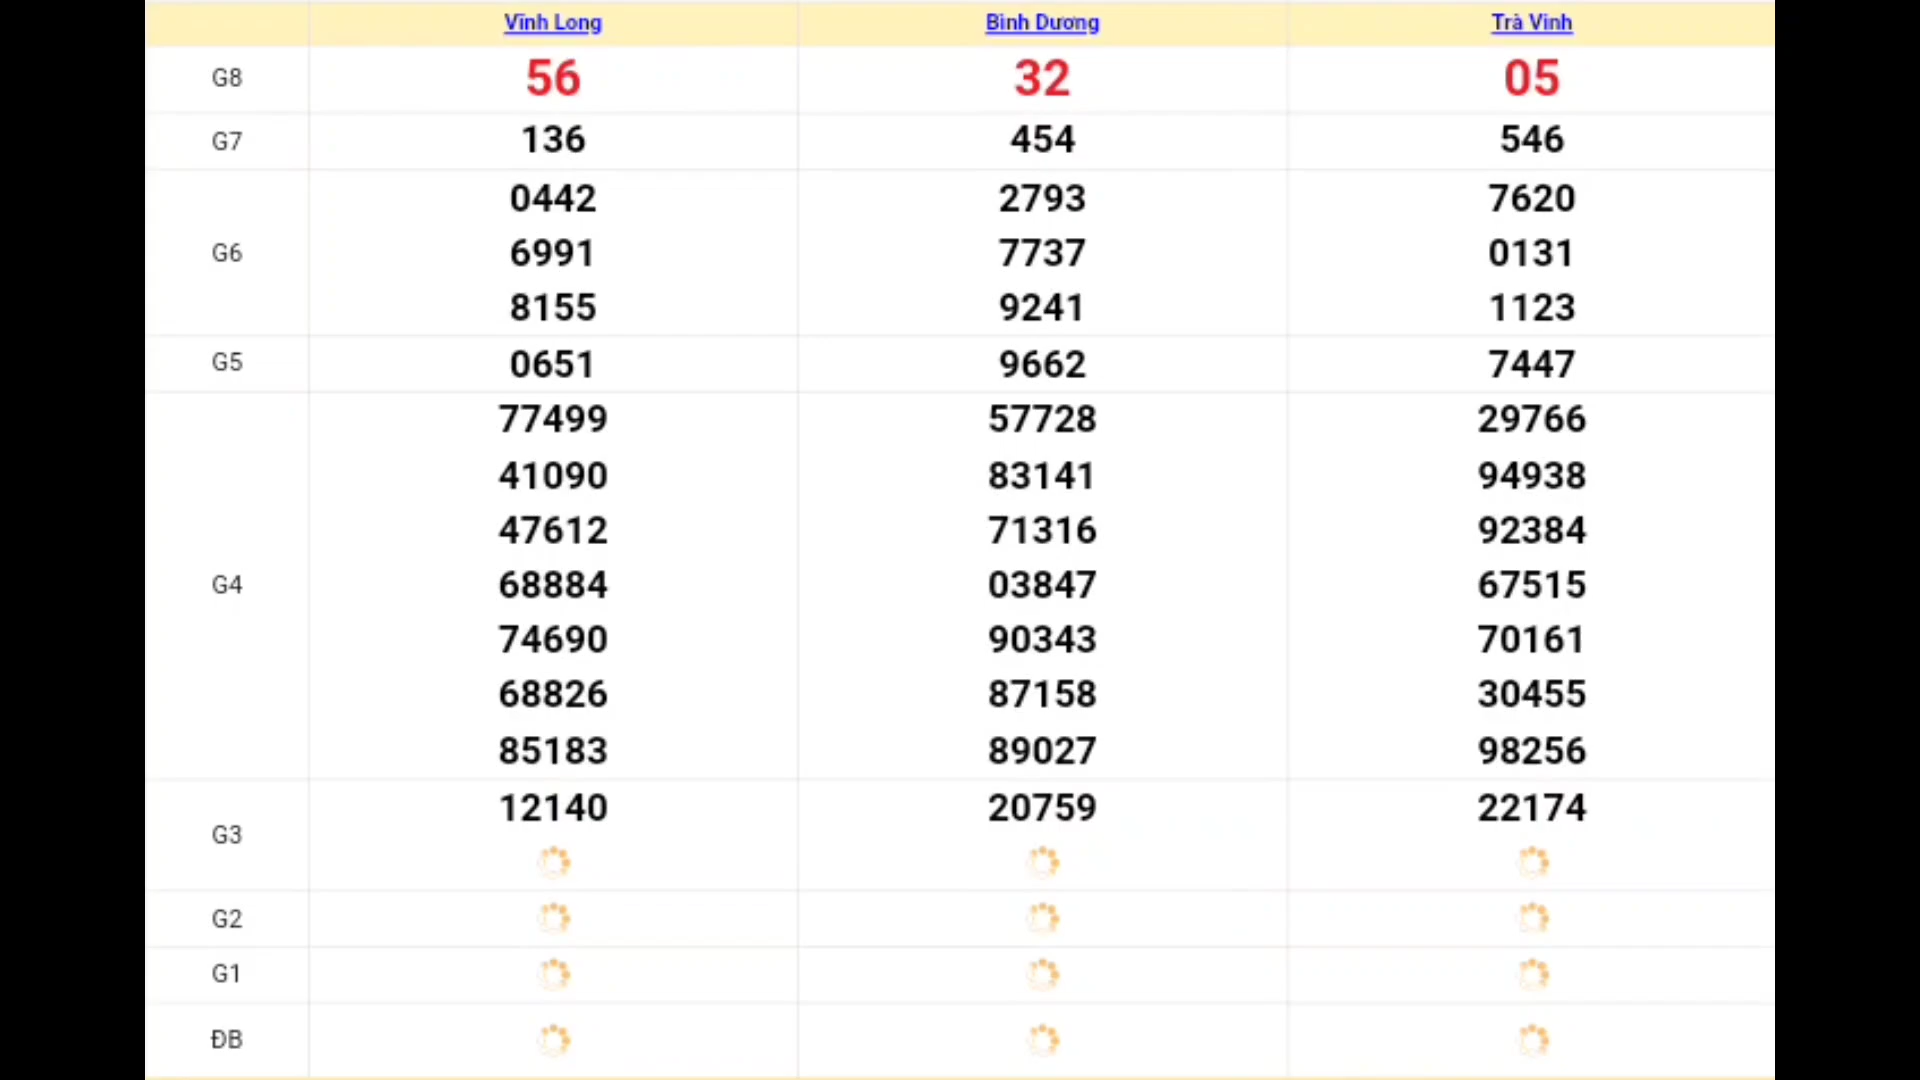 Vĩnh Long Bình Dương Trà Vinh
G8 56 32 05
G7 136 454 546
0442 2793 7620
G6 6991 7737 0131
8155 9241 1123
G5 0651 9662 7447
77499 57728 29766
41090 83141 94938
47612 71316 92384
G4 68884 03847 67515
74690 90343 70161
68826 87158 30455
85183 89027 98256
12140 20759 22174
G3
G2
G1
ĐB